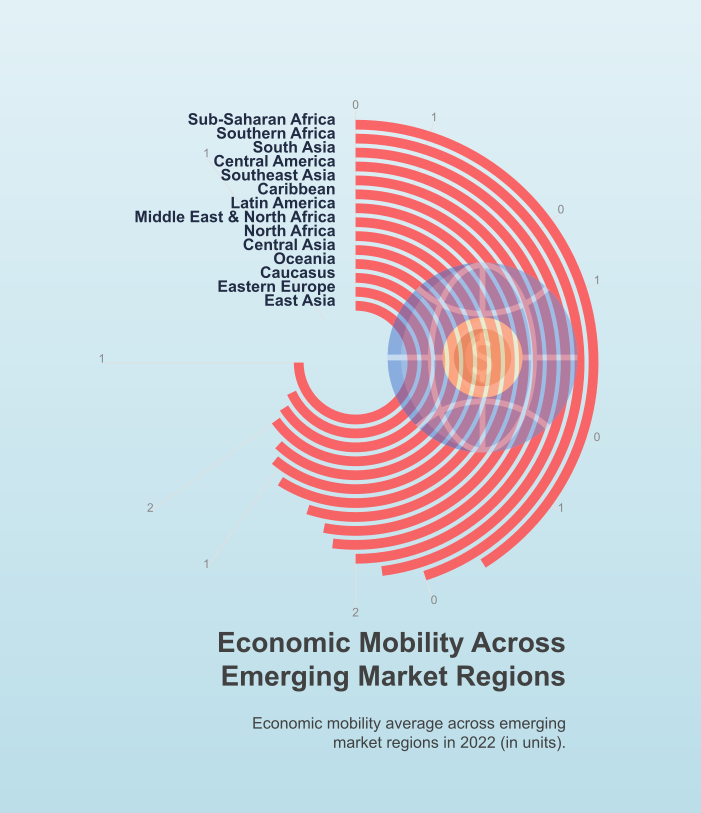 0
1
Sub-Saharan Africa
Southern Africa
South Asia
1
Central America
Southeast Asia
Caribbean
Latin America
0
Middle East & North Africa
North Africa
Central Asia
Oceania
Caucasus
1
Eastern Europe
East Asia
$
1
0
2
1
1
0
2
Economic Mobility Across
Emerging Market Regions
Economic mobility average across emerging
market regions in 2022 (in units).